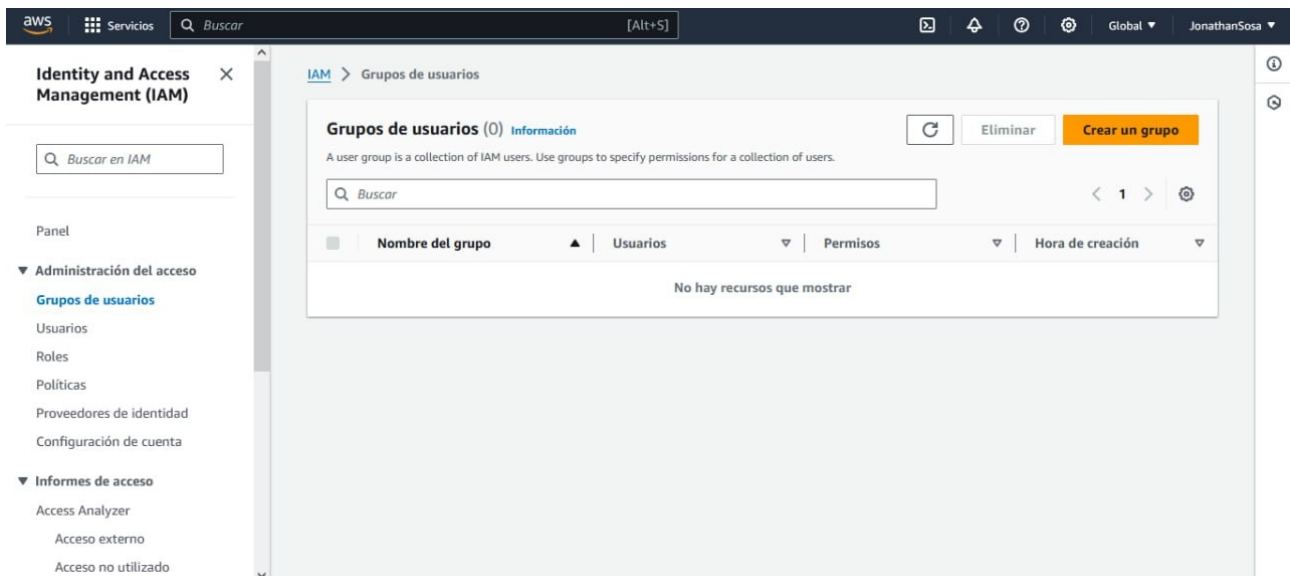 aws
Servicios
Buscar
[Alt+S]
Global
JonathanSosa
Identity and Access
Management (IAM)
Buscar en IAM
Panel
Administración del acceso
Grupos de usuarios
Usuarios
Roles
Políticas
Proveedores de identidad
Configuración de cuenta
Informes de acceso
Access Analyzer
Acceso externo
Acceso no utilizado
IAM > Grupos de usuarios
Grupos de usuarios (0) Información
Eliminar
Crear un grupo
A user group is a collection of IAM users. Use groups to specify permissions for a collection of users.
Buscar
1
Nombre del grupo
Usuarios
Permisos
Hora de creación
No hay recursos que mostrar